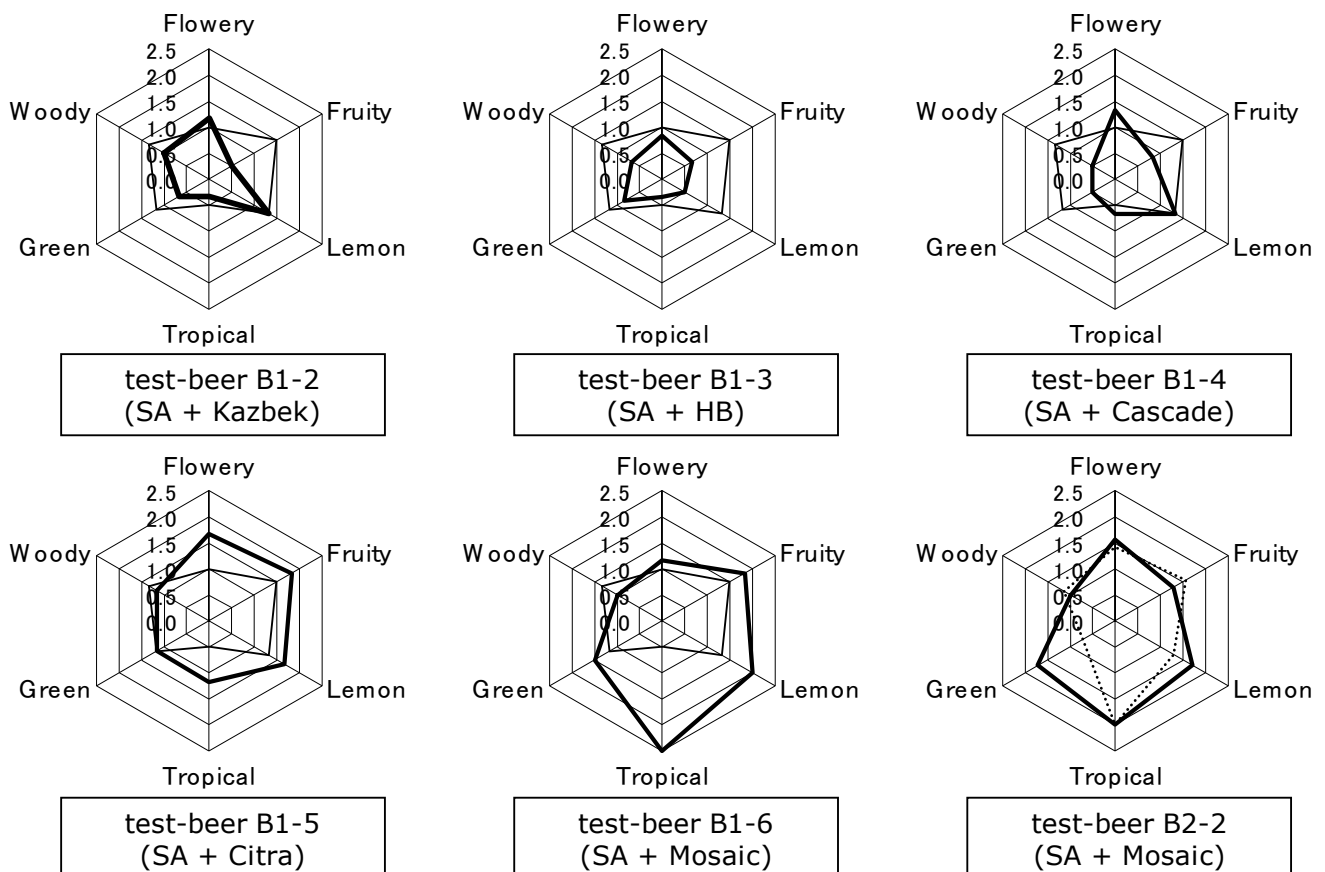 Flowery
2.5
2.0
1.5
1.0
0.5
0.0
Woody
Fruity
Green
Lemon
Tropical
test-beer B1-2
(SA + Kazbek)
Flowery
2.5
2.0
1.5
1.0
0.5
0.0
Woody
Fruity
Green
Lemon
Tropical
test-beer B1-3
(SA + HB)
Flowery
2.5
2.0
1.5
1.0
0.5
0.0
Woody
Fruity
Green
Lemon
Tropical
test-beer B1-4
(SA + Cascade)
Flowery
2.5
2.0
1.5
1.0
0.5
0.0
Woody
Fruity
Green
Lemon
Tropical
test-beer B1-5
(SA + Citra)
Flowery
2.5
2.0
1.5
1.0
0.5
0.0
Woody
Fruity
Green
Lemon
Tropical
test-beer B1-6
(SA + Mosaic)
Flowery
2.5
2.0
1.5
1.0
0.5
0.0
Woody
Fruity
Green
Lemon
Tropical
test-beer B2-2
(SA + Mosaic)